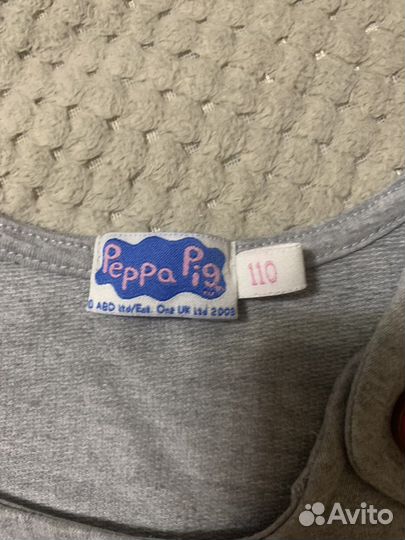 Peppa Pig
© ABD Ltd/Ent. One UK Ltd 2003
110
Avito